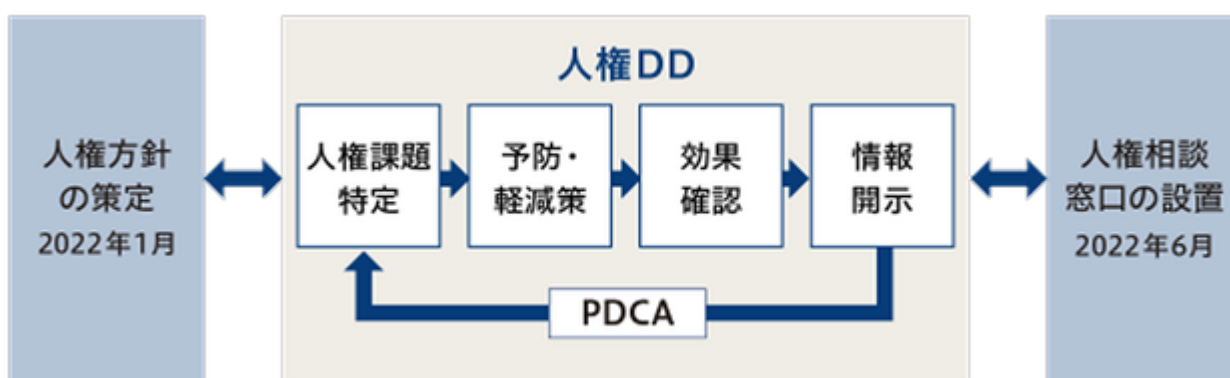 人権方針
の策定
2022年1月
人権DD
人権課題
特定
予防・
軽減策
効果
確認
情報
開示
PDCA
人権相談
窓口の設置
2022年6月